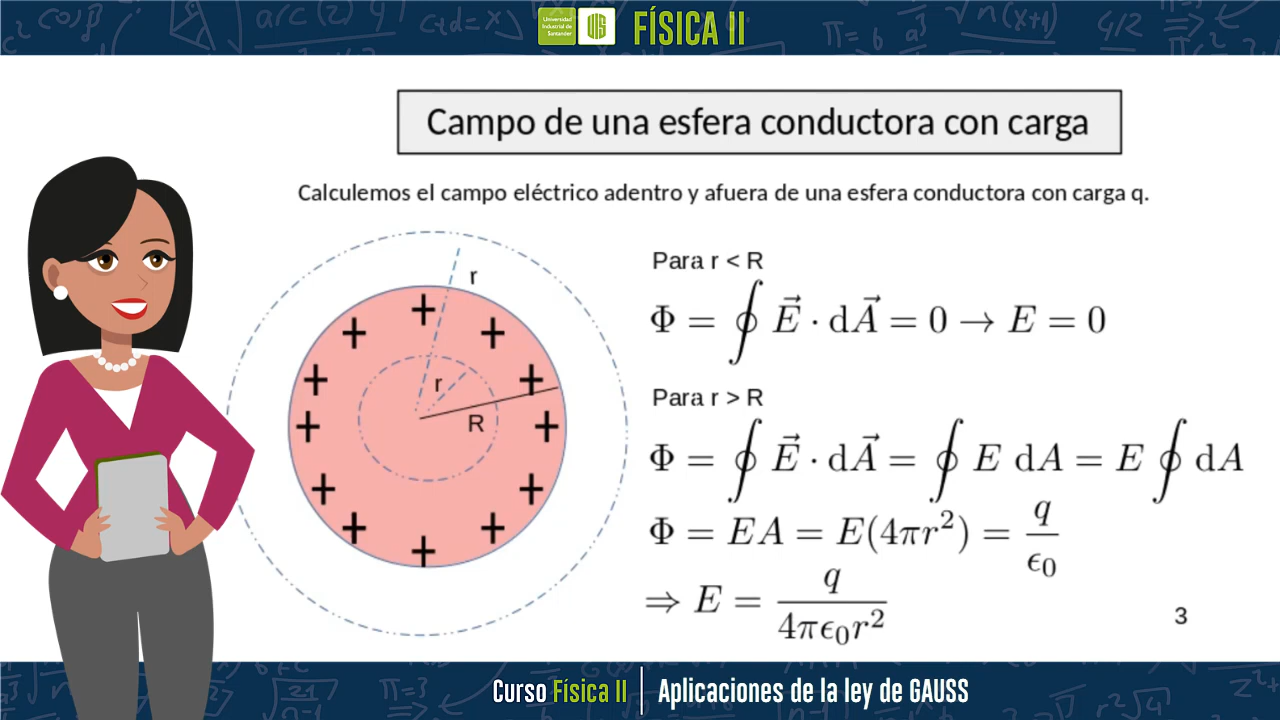 Universidad
Industrial de
Santander
UIS
FÍSICA II
Campo de una esfera conductora con carga
Calculemos el campo eléctrico adentro y afuera de una esfera conductora con carga q.
r
r
R
Para r < R
Φ = ∮ E⃗ · dA⃗ = 0 → E = 0
Para r > R
Φ = ∮ E⃗ · dA⃗ = ∮ E dA = E ∮ dA
Φ = EA = E(4πr²) = q/ϵ₀
⇒ E = q/4πϵ₀r²
3
Curso Física II | Aplicaciones de la ley de GAUSS